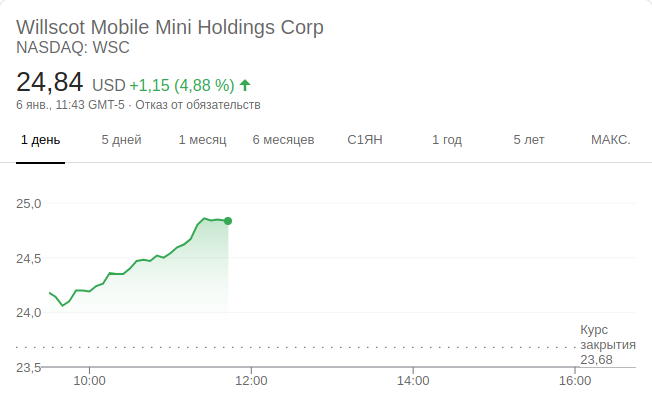 Willscot Mobile Mini Holdings Corp
NASDAQ: WSC
24,84 USD +1,15 (4,88 %)
6 янв., 11:43 GMT-5 · Отказ от обязательств
1 день 5 дней 1 месяц 6 месяцев С1ЯН 1 год 5 лет МАКС.
25,0
24,5
24,0
Курс
закрытия
23,68
23,5
10:00 12:00 14:00 16:00